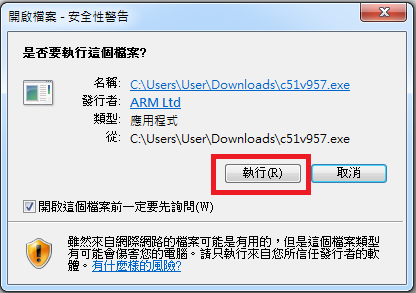 開啟檔案 - 安全性警告
是否要執行這個檔案?
名稱: C:\Users\User\Downloads\c51v957.exe
發行者: ARM Ltd
類型: 應用程式
從: C:\Users\User\Downloads\c51v957.exe
執行(R) 取消
開啟這個檔案前一定要先詢問(W)
雖然來自網際網路的檔案可能是有用的，但是這個檔案類型
有可能會傷害您的電腦。請只執行來自您所信任發行者的軟
體。有什麼樣的風險?